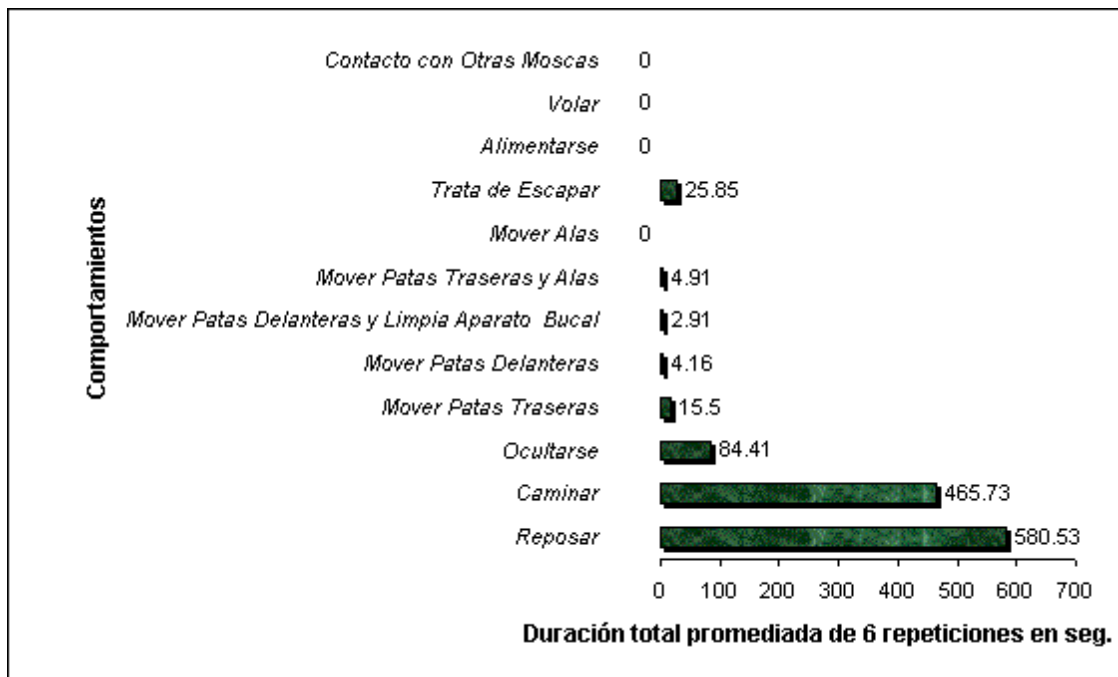 Contacto con Otras Moscas 0
Volar 0
Alimentarse 0
Trata de Escapar 25.85
Mover Alas 0
Mover Patas Traseras y Alas 4.91
Mover Patas Delanteras y Limpia Aparato Bucal 2.91
Mover Patas Delanteras 4.16
Mover Patas Traseras 15.5
Ocultarse 84.41
Caminar 465.73
Reposar 580.53
Comportamientos
0 100 200 300 400 500 600 700
Duración total promediada de 6 repeticiones en seg.